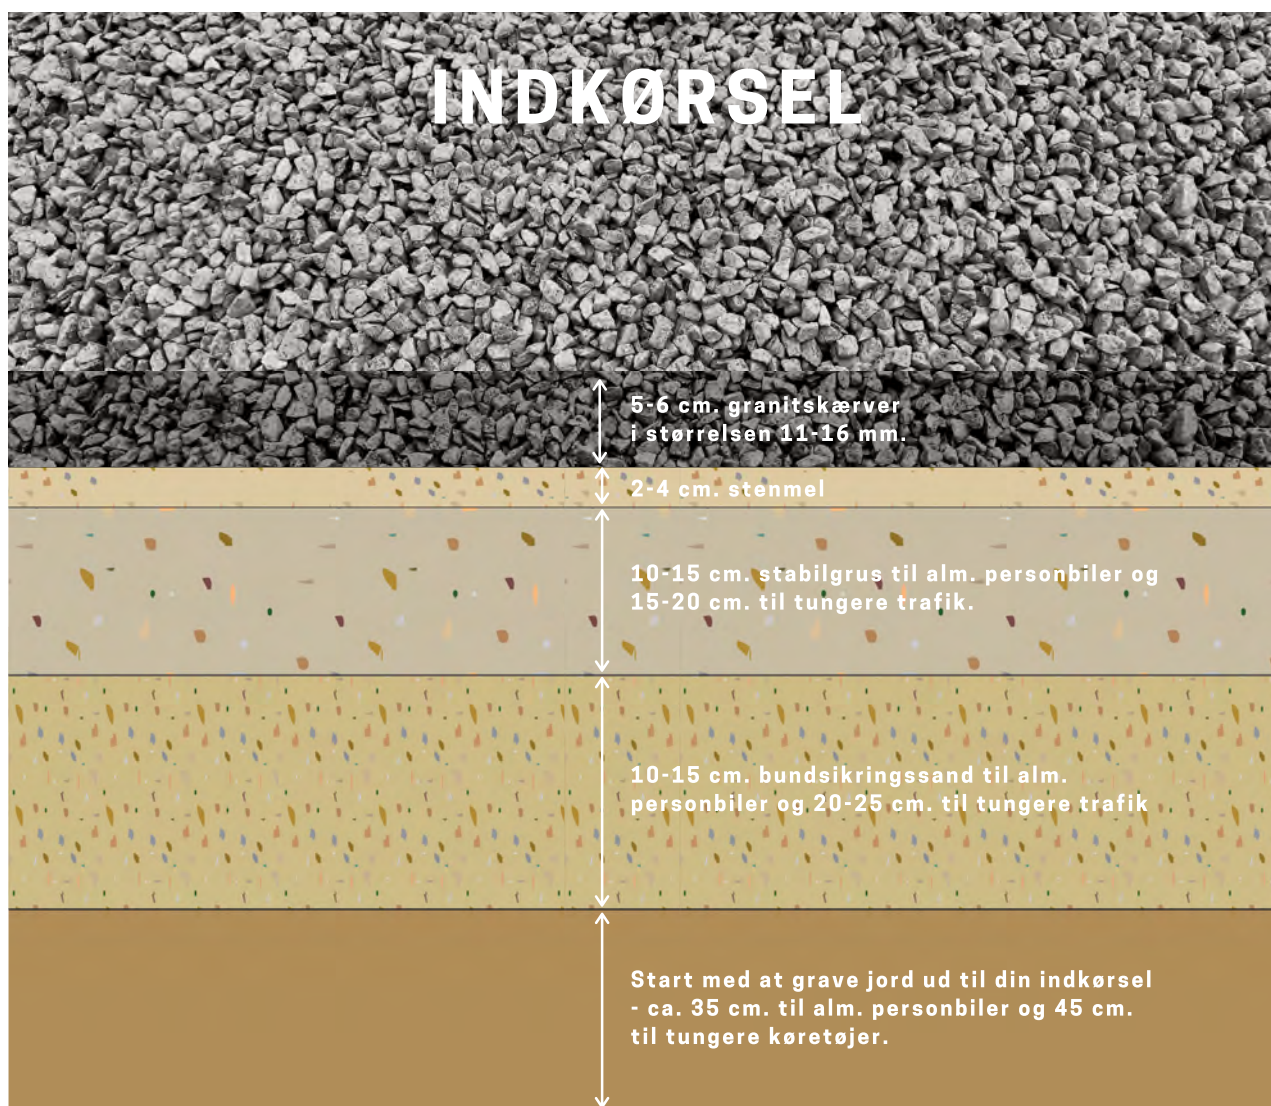 INDKØRSEL
5-6 cm. granitskærver
i størrelsen 11-16 mm.
2-4 cm. stenmel
10-15 cm. stabilgrus til alm. personbiler og
15-20 cm. til tungere trafik.
10-15 cm. bundsikringssand til alm.
personbiler og 20-25 cm. til tungere trafik
Start med at grave jord ud til din indkørsel
- ca. 35 cm. til alm. personbiler og 45 cm.
til tungere køretøjer.